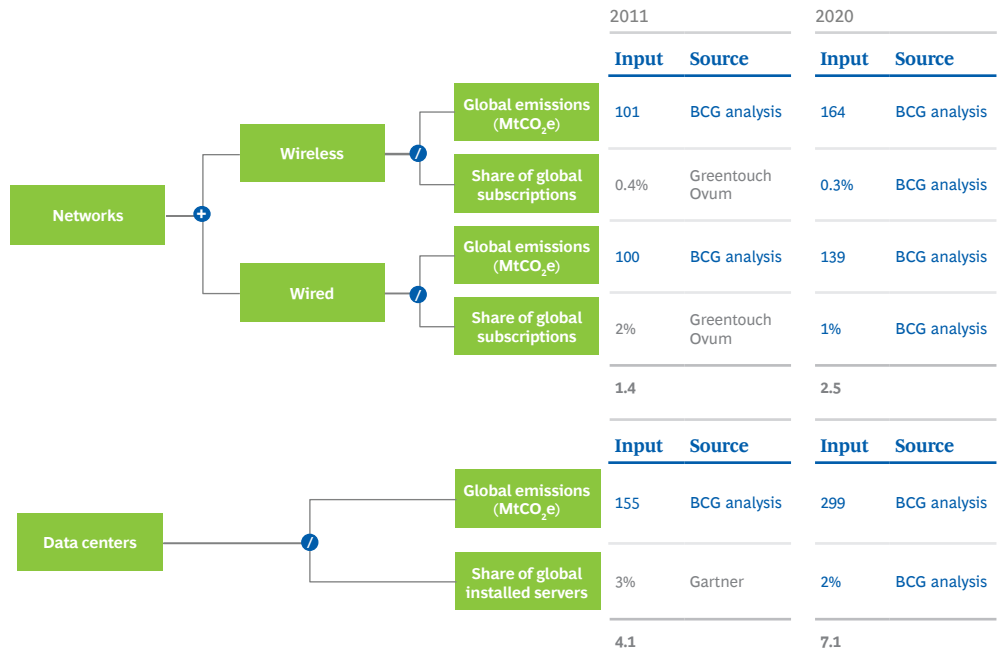 2011 2020
Input Source Input Source
Global emissions
(MtCO₂e)
101 BCG analysis 164 BCG analysis
Wireless
/
Share of global
subscriptions
0.4% Greentouch
Ovum
0.3% BCG analysis
Networks
+
Global emissions
(MtCO₂e)
100 BCG analysis 139 BCG analysis
Wired
/
Share of global
subscriptions
2% Greentouch
Ovum
1% BCG analysis
1.4 2.5
Input Source Input Source
Global emissions
(MtCO₂e)
155 BCG analysis 299 BCG analysis
Data centers
/
Share of global
installed servers
3% Gartner 2% BCG analysis
4.1 7.1